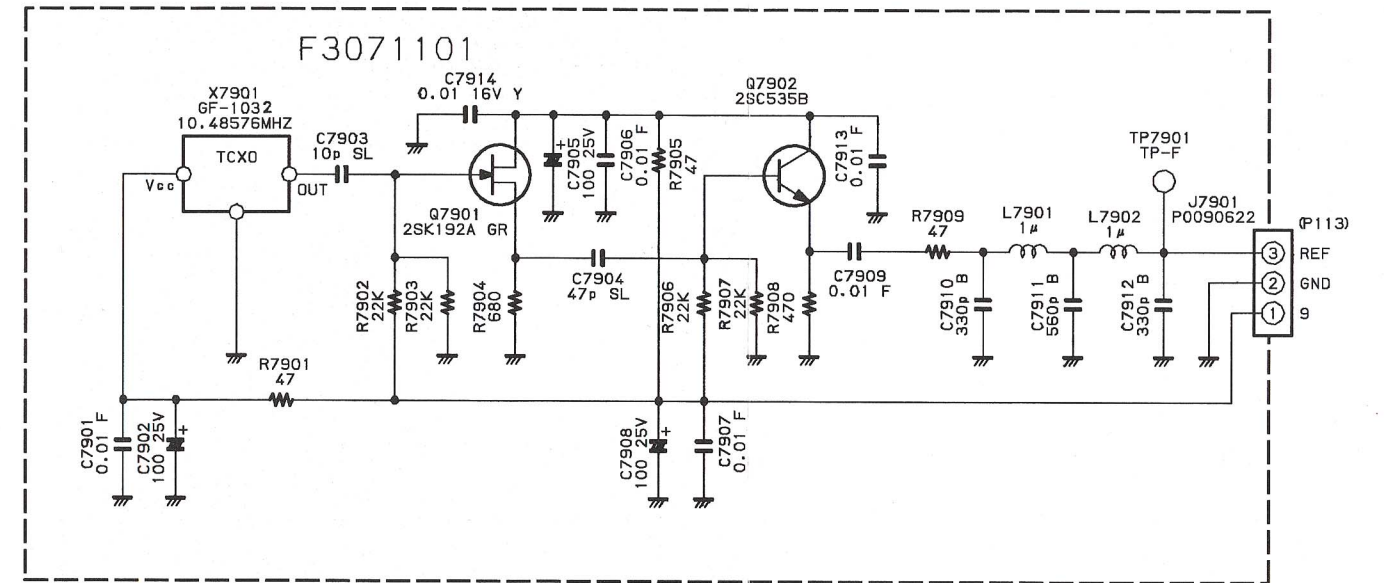 F3071101
X7901
GF-1032
10.48576MHZ
TCXO
Vcc
OUT
C7903
10p SL
C7914
0.01 16V Y
Q7901
2SK192A GR
C7905
100 25V
+
C7906
0.01 F
R7905
47
Q7902
2SC535B
C7913
0.01 F
TP7901
TP-F
J7901
P0090622
(P113)
3 REF
2 GND
1 9
R7902
22K
R7903
22K
R7904
680
C7904
47p SL
R7906
22K
R7907
22K
R7908
470
C7909
0.01 F
R7909
47
L7901
1μ
L7902
1μ
C7910
330p B
C7911
560p B
C7912
330p B
R7901
47
C7901
0.01 F
C7902
100 25V
+
C7908
100 25V
+
C7907
0.01 F